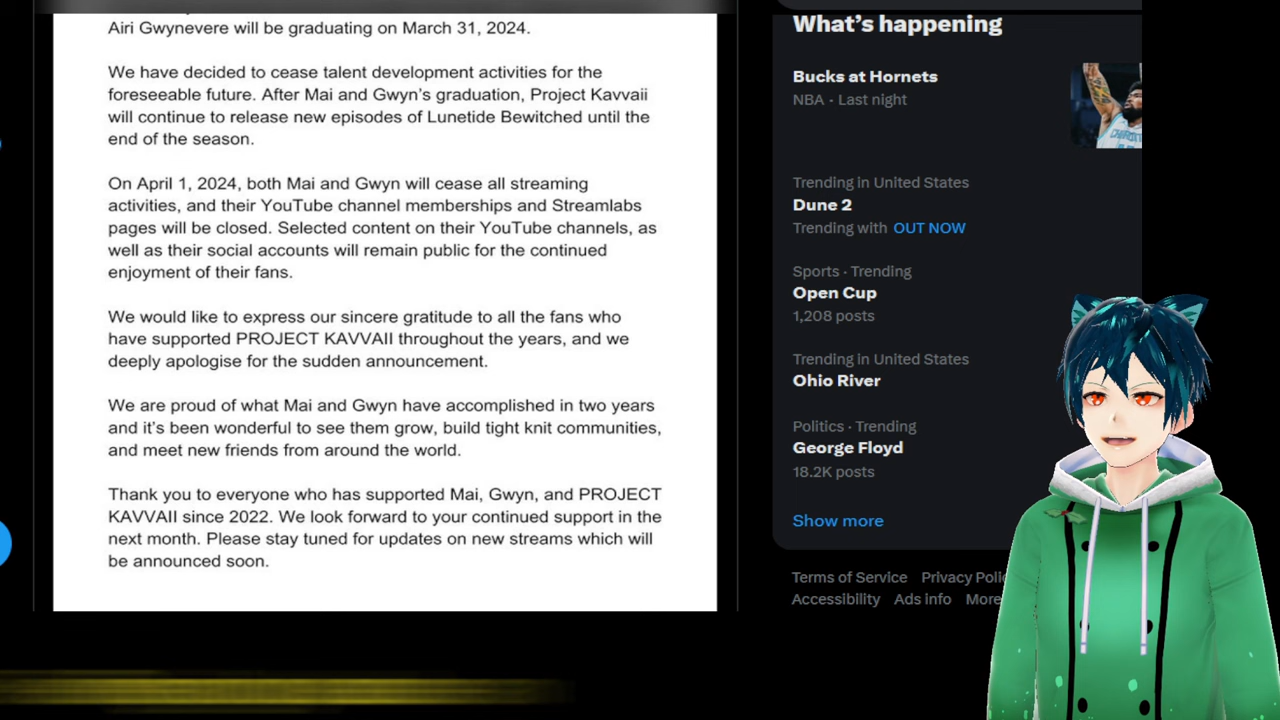 Airi Gwynevere will be graduating on March 31, 2024.
We have decided to cease talent development activities for the
foreseeable future. After Mai and Gwyn's graduation, Project Kavvaii
will continue to release new episodes of Lunetide Bewitched until the
end of the season.
On April 1, 2024, both Mai and Gwyn will cease all streaming
activities, and their YouTube channel memberships and Streamlabs
pages will be closed. Selected content on their YouTube channels, as
well as their social accounts will remain public for the continued
enjoyment of their fans.
We would like to express our sincere gratitude to all the fans who
have supported PROJECT KAVVAII throughout the years, and we
deeply apologise for the sudden announcement.
We are proud of what Mai and Gwyn have accomplished in two years
and it's been wonderful to see them grow, build tight knit communities,
and meet new friends from around the world.
Thank you to everyone who has supported Mai, Gwyn, and PROJECT
KAVVAII since 2022. We look forward to your continued support in the
next month. Please stay tuned for updates on new streams which will
be announced soon.
What's happening
Bucks at Hornets
NBA · Last night
Trending in United States
Dune 2
Trending with OUT NOW
Sports · Trending
Open Cup
1,208 posts
Trending in United States
Ohio River
Politics · Trending
George Floyd
18.2K posts
Show more
Terms of Service Privacy
Accessibility Ads info More